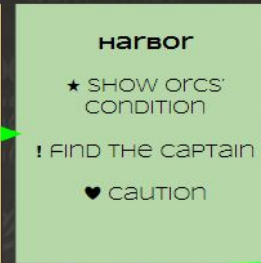 Harbor
★ Show orcs'
condition
! Find the captain
♥ caution